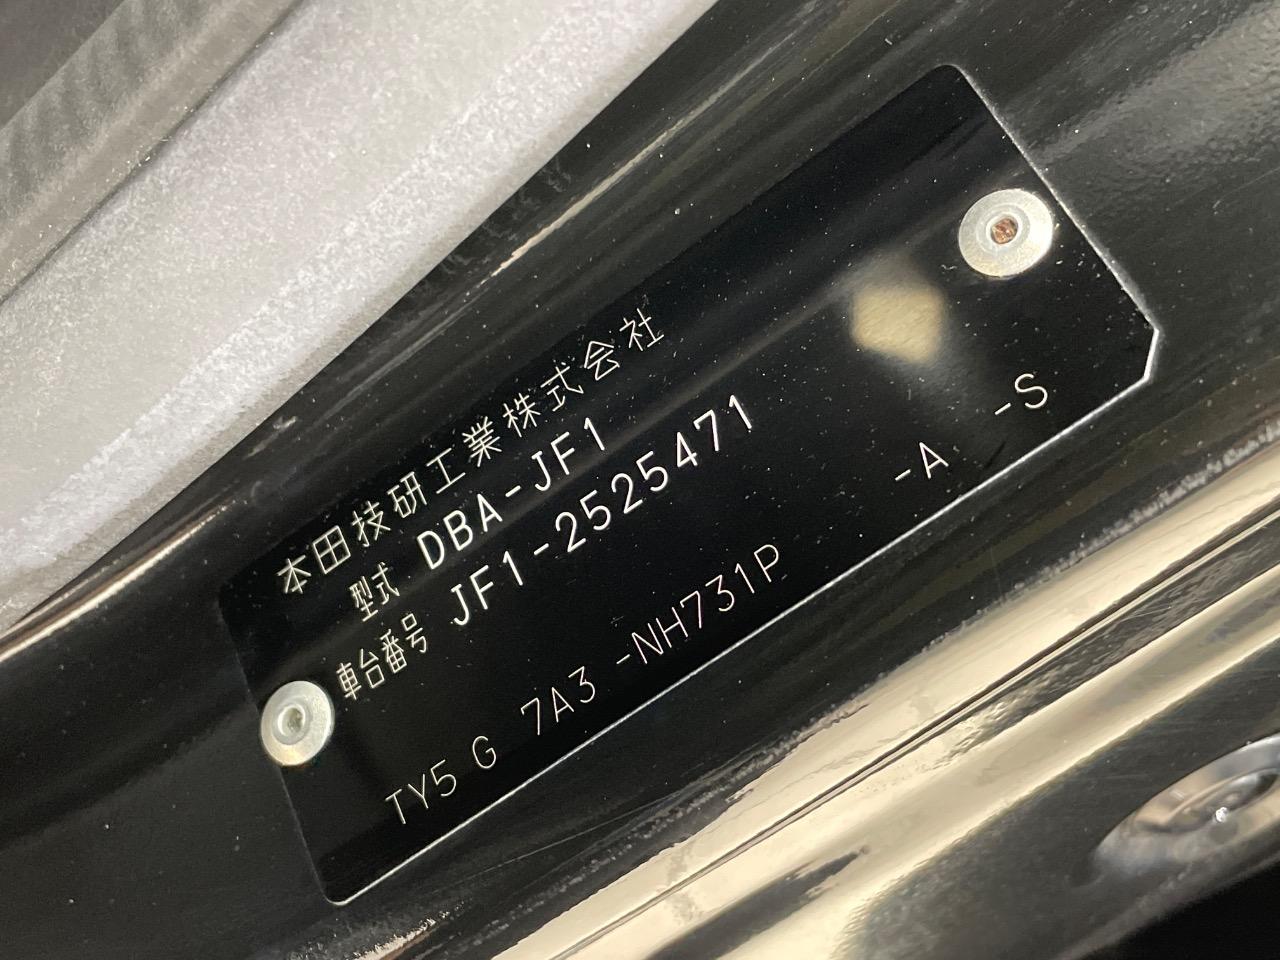 本田技研工業株式会社
型式 DBA-JF1
車台番号 JF1-2525471
TY5 G 7A3 -NH731P -A -S